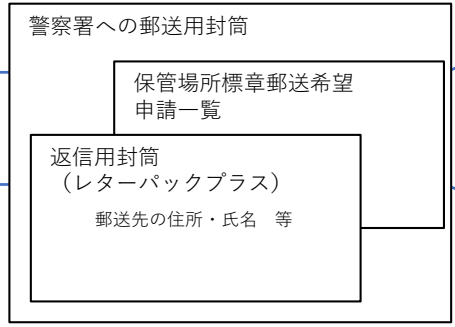 警察署への郵送用封筒
保管場所標章郵送希望
申請一覧
返信用封筒
（レターパックプラス）
郵送先の住所・氏名　等